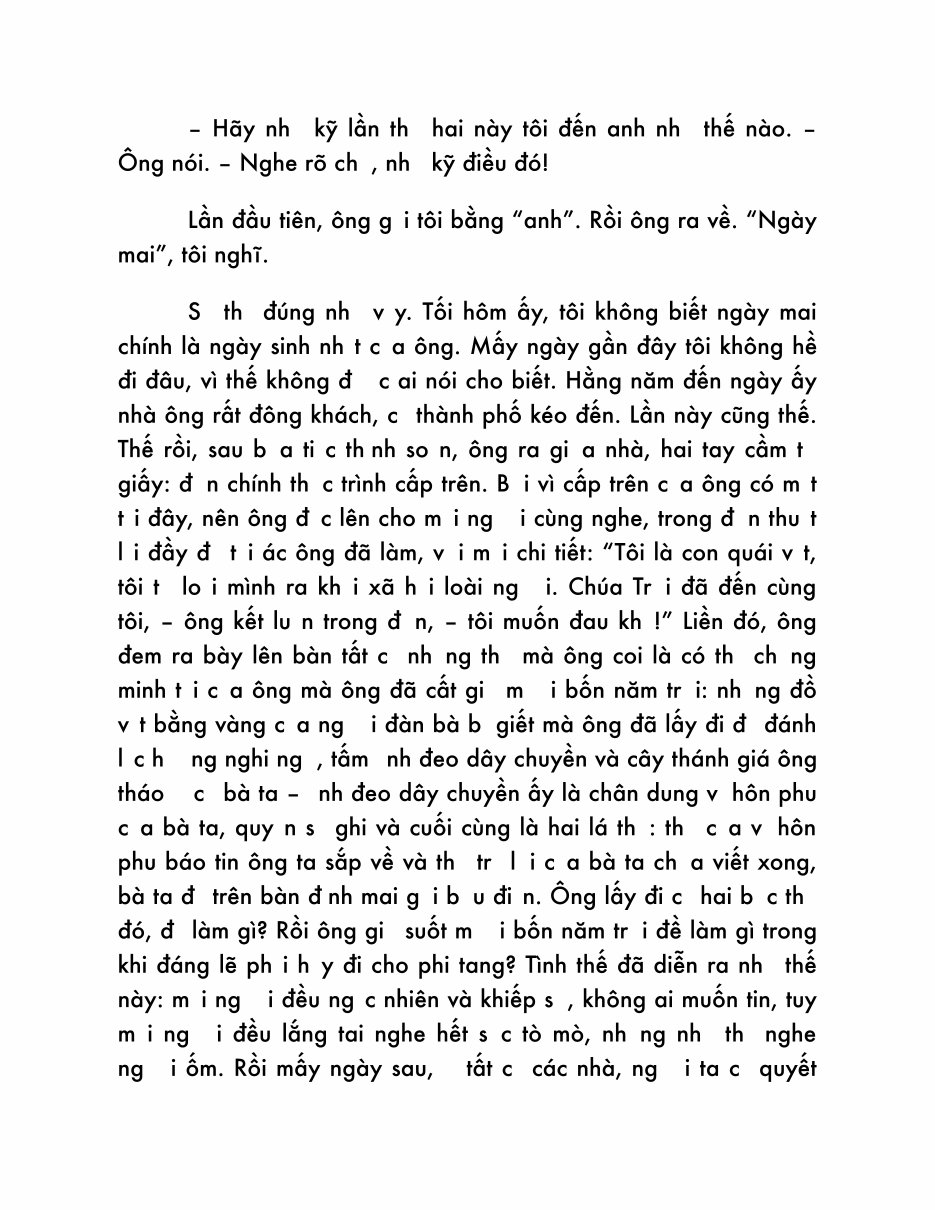 – Hãy nh kỹ lần th hai này tôi đến anh nh thế nào. –
Ông nói. – Nghe rõ ch , nh kỹ điều đó!
Lần đầu tiên, ông g i tôi bằng “anh”. Rồi ông ra về. “Ngày
mai”, tôi nghĩ.
S th đúng nh v y. Tối hôm ấy, tôi không biết ngày mai
chính là ngày sinh nh t c a ông. Mấy ngày gần đây tôi không hề
đi đâu, vì thế không đ c ai nói cho biết. Hằng năm đến ngày ấy
nhà ông rất đông khách, c thành phố kéo đến. Lần này cũng thế.
Thế rồi, sau b a ti c th nh so n, ông ra gi a nhà, hai tay cầm t
giấy: đ n chính th c trình cấp trên. B i vì cấp trên c a ông có m t
t i đây, nên ông đ c lên cho m i ng i cùng nghe, trong đ n thu t
l i đầy đ t i ác ông đã làm, v i m i chi tiết: “Tôi là con quái v t,
tôi t lo i mình ra kh i xã h i loài ng i. Chúa Tr i đã đến cùng
tôi, – ông kết lu n trong đ n, – tôi muốn đau kh !” Liền đó, ông
đem ra bày lên bàn tất c nh ng th mà ông coi là có th ch ng
minh t i c a ông mà ông đã cất gi m i bốn năm tr i: nh ng đồ
v t bằng vàng c a ng i đàn bà b giết mà ông đã lấy đi đ đánh
l c h ng nghi ng , tấm nh đeo dây chuyền và cây thánh giá ông
tháo c bà ta – nh đeo dây chuyền ấy là chân dung v hôn phu
c a bà ta, quy n s ghi và cuối cùng là hai lá th : th c a v hôn
phu báo tin ông ta sắp về và th tr l i c a bà ta ch a viết xong,
bà ta đ trên bàn đ nh mai g i b u đi n. Ông lấy đi c hai b c th
đó, đ làm gì? Rồi ông gi suốt m i bốn năm tr i đề làm gì trong
khi đáng lẽ ph i h y đi cho phi tang? Tình thế đã diễn ra nh thế
này: m i ng i đều ng c nhiên và khiếp s , không ai muốn tin, tuy
m i ng i đều lắng tai nghe hết s c tò mò, nh ng nh th nghe
ng i ốm. Rồi mấy ngày sau, tất c các nhà, ng i ta c quyết